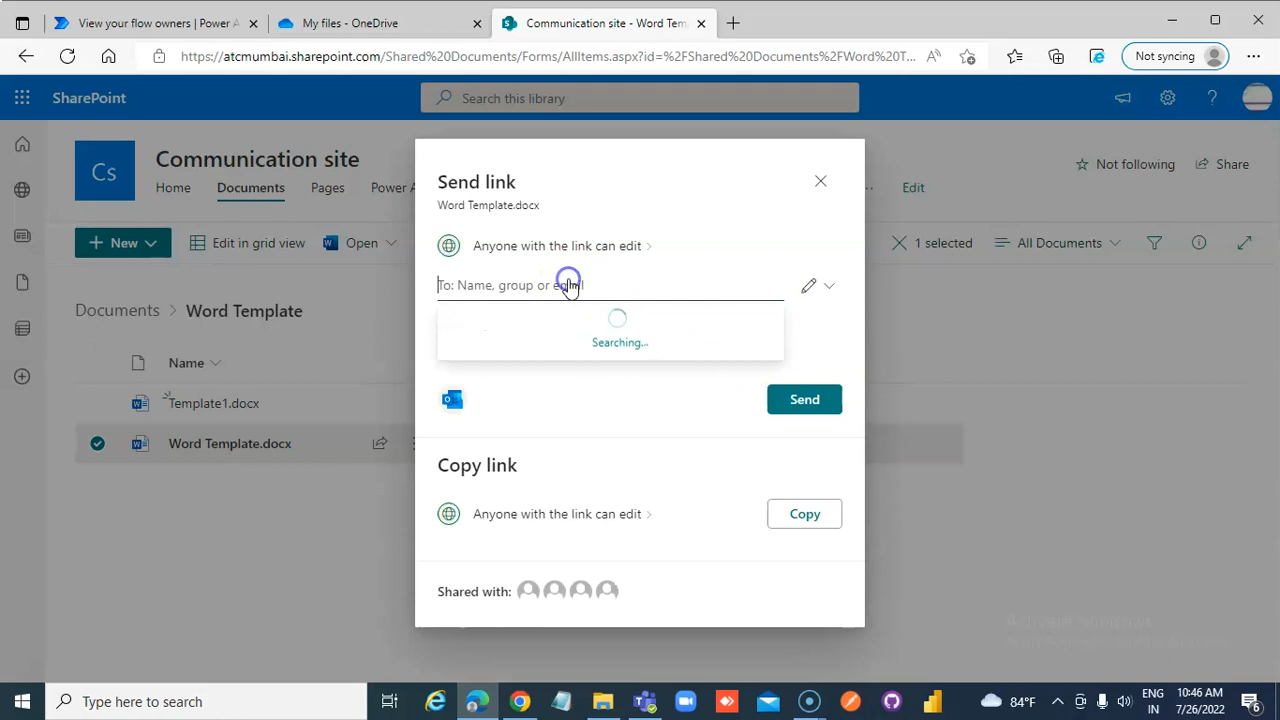 View your flow owners | Power A
My files - OneDrive
Communication site - Word Temp
https://atcmumbai.sharepoint.com/Shared%20Documents/Forms/AllItems.aspx?id=%2FShared%20Documents%2FWord%20T...
Not syncing
SharePoint
Search this library
Cs
Communication site
Not following
Share
Home
Documents
Pages
Power A
Edit
New
Edit in grid view
Open
1 selected
All Documents
Documents
Word Template
Name
Template1.docx
Word Template.docx
Send link
Word Template.docx
Anyone with the link can edit
To: Name, group or email
Searching...
Send
Copy link
Anyone with the link can edit
Copy
Shared with:
Activate Windows
Type here to search
84°F
ENG
IN
10:46 AM
7/26/2022
6